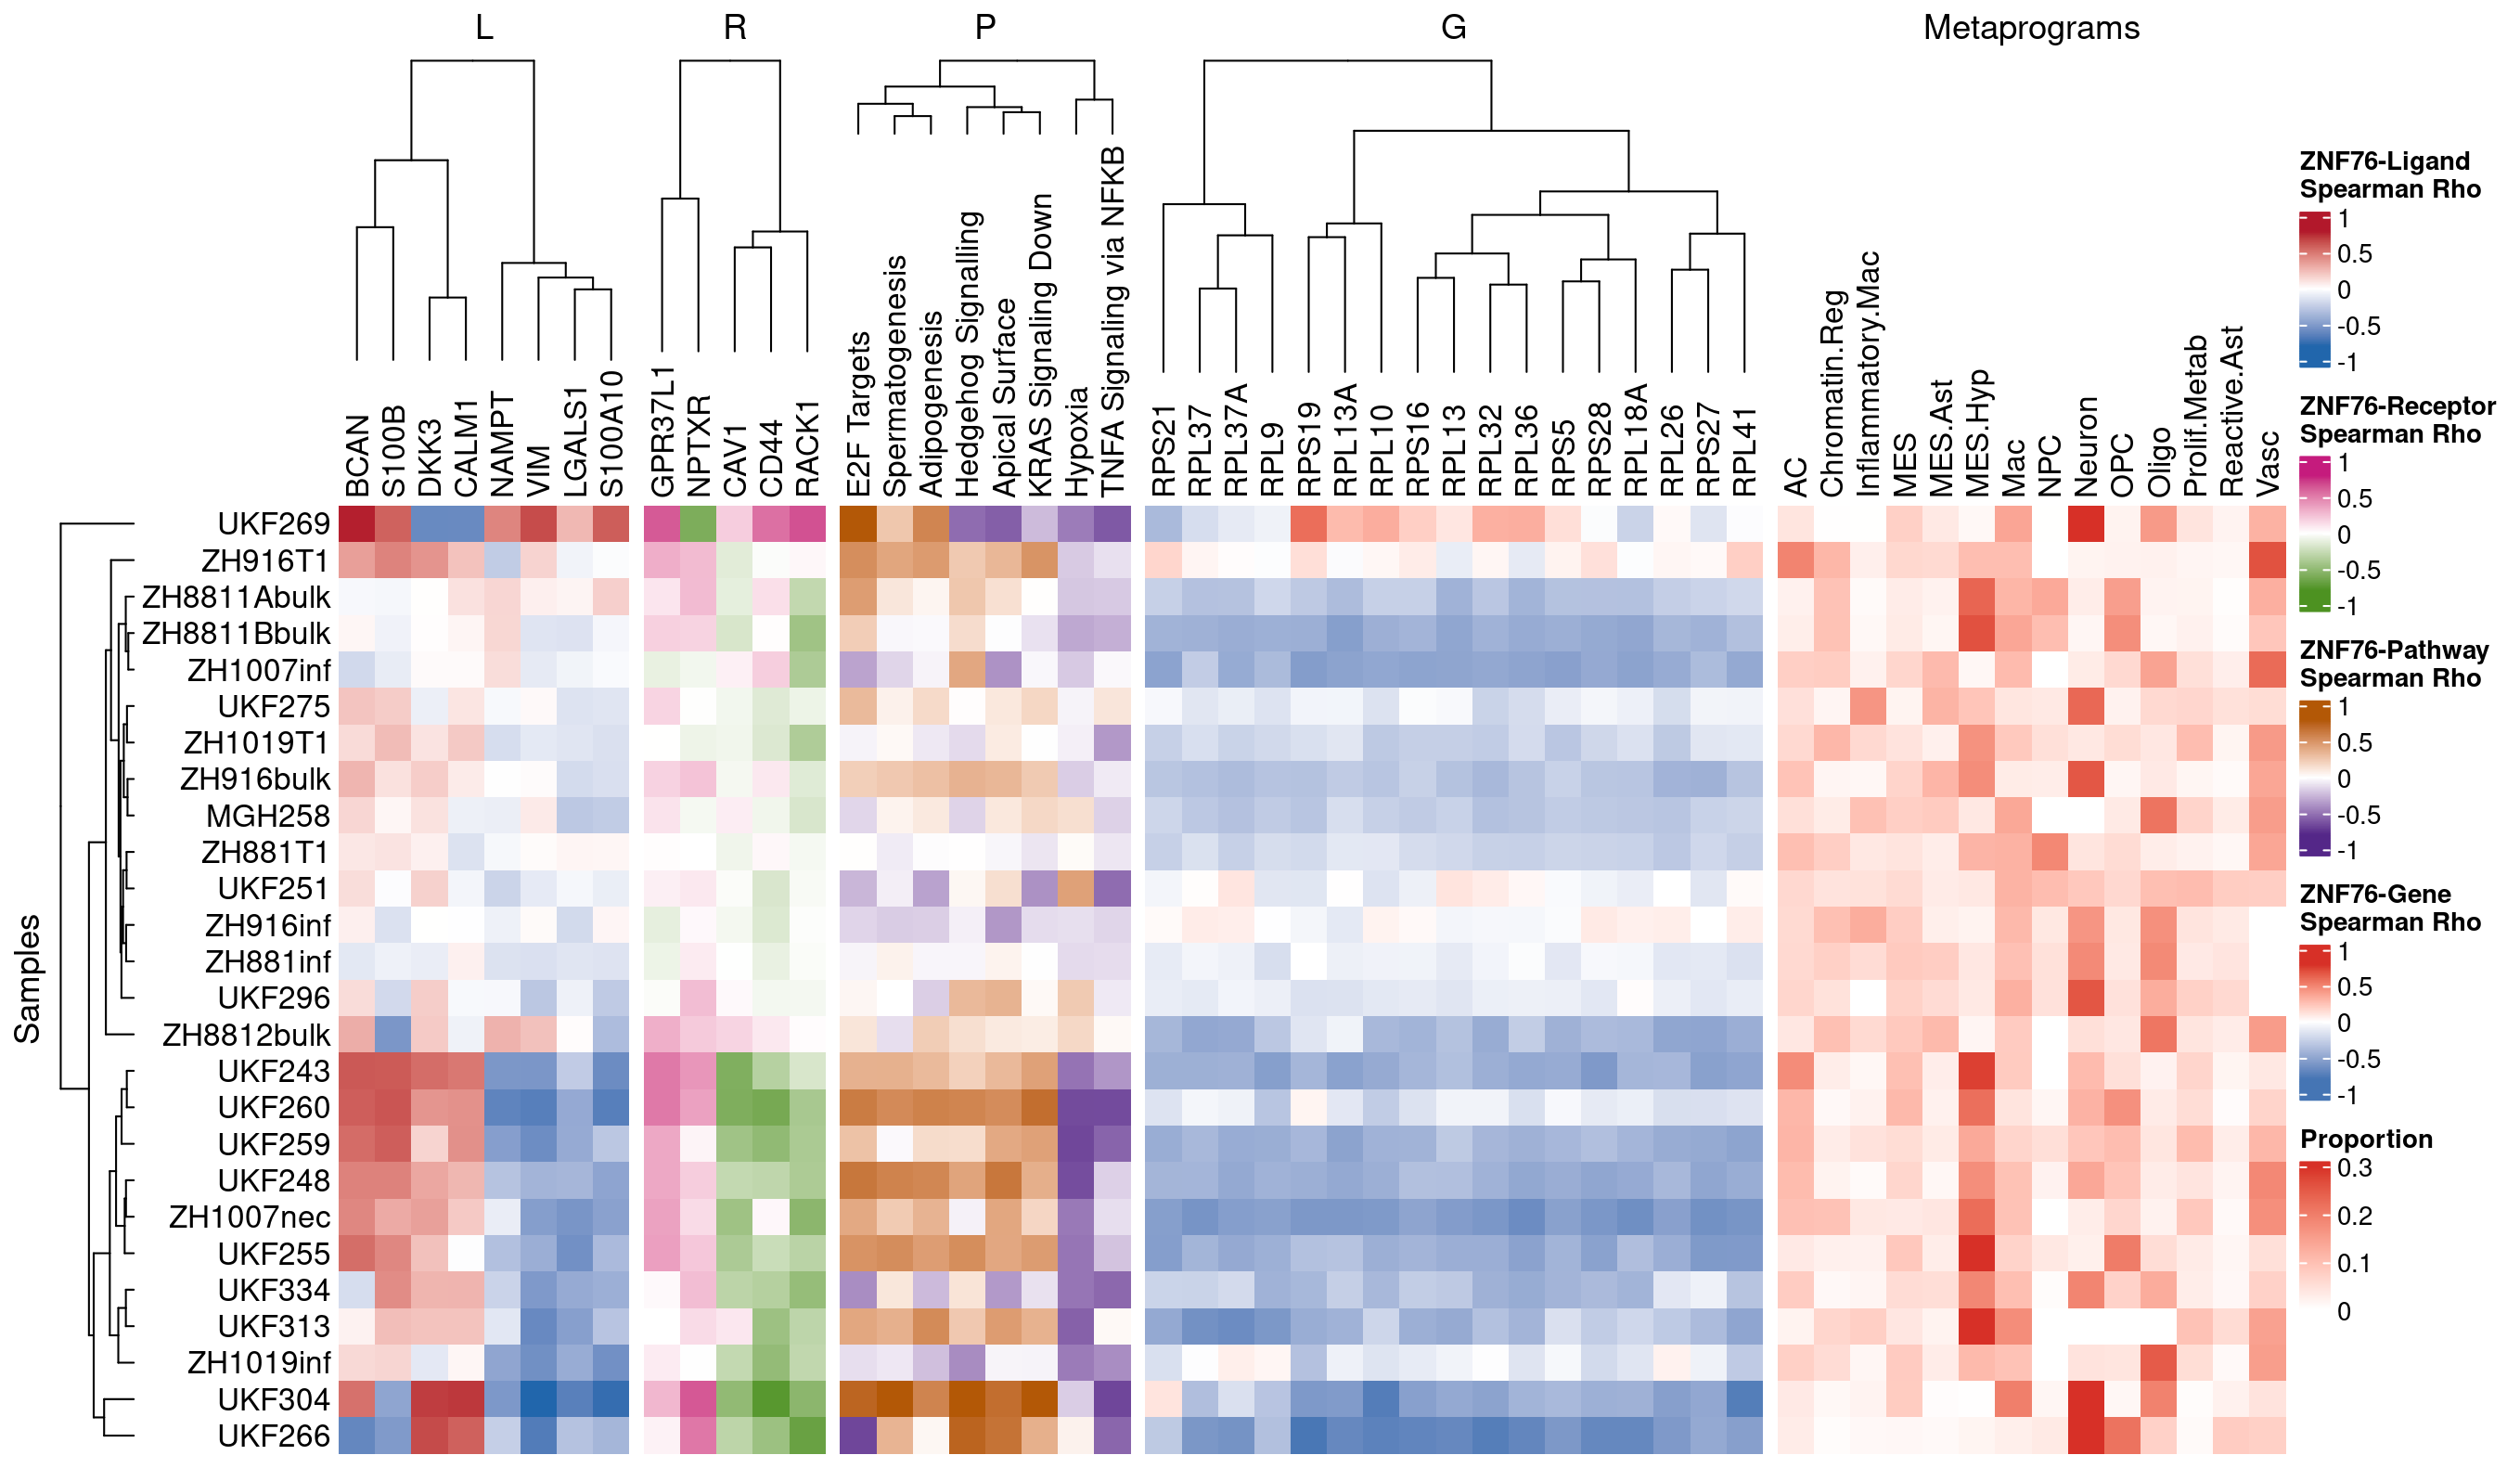 L
R
P
G
Metaprograms
BCAN
S100B
DKK3
CALM1
NAMPT
VIM
LGALS1
S100A10
GPR37L1
NPTXR
CAV1
CD44
RACK1
E2F Targets
Spermatogenesis
Adipogenesis
Hedgehog Signalling
Apical Surface
KRAS Signaling Down
Hypoxia
TNFA Signaling via NFKB
RPS21
RPL37
RPL37A
RPL9
RPS19
RPL13A
RPL10
RPS16
RPL13
RPL32
RPL36
RPS5
RPS28
RPL18A
RPL26
RPS27
RPL41
AC
Chromatin.Reg
Inflammatory.Mac
MES
MES.Ast
MES.Hyp
Mac
NPC
Neuron
OPC
Oligo
Prolif.Metab
Reactive.Ast
Vasc
Samples
UKF269
ZH916T1
ZH8811Abulk
ZH8811Bbulk
ZH1007inf
UKF275
ZH1019T1
ZH916bulk
MGH258
ZH881T1
UKF251
ZH916inf
ZH881inf
UKF296
ZH8812bulk
UKF243
UKF260
UKF259
UKF248
ZH1007nec
UKF255
UKF334
UKF313
ZH1019inf
UKF304
UKF266
ZNF76-Ligand
Spearman Rho
1
0.5
0
-0.5
-1
ZNF76-Receptor
Spearman Rho
1
0.5
0
-0.5
-1
ZNF76-Pathway
Spearman Rho
1
0.5
0
-0.5
-1
ZNF76-Gene
Spearman Rho
1
0.5
0
-0.5
-1
Proportion
0.3
0.2
0.1
0